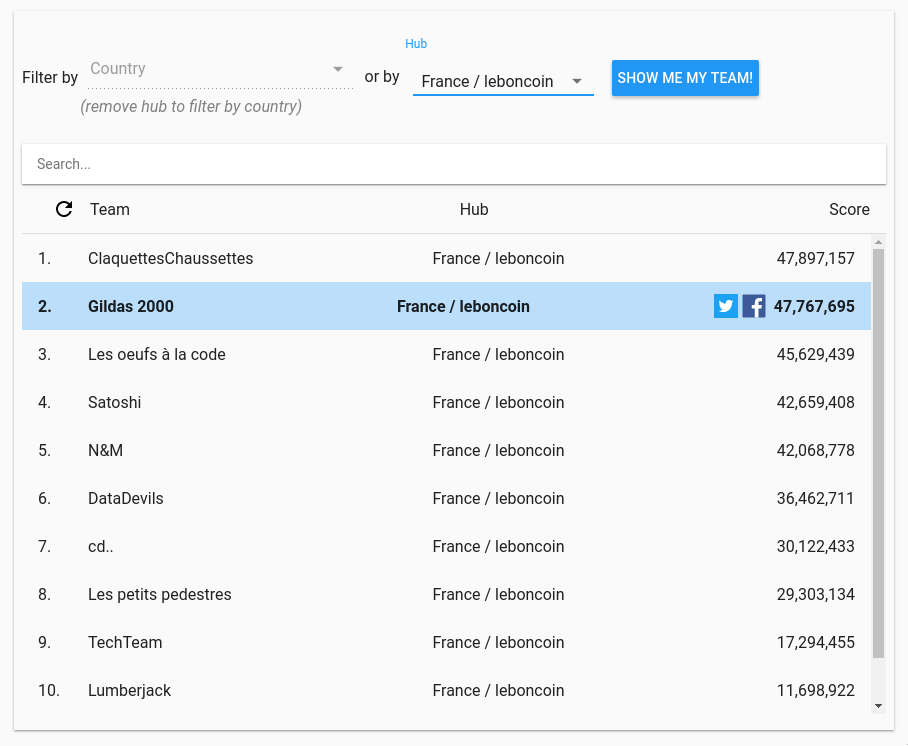 Hub
Filter by Country or by France / leboncoin SHOW ME MY TEAM!
(remove hub to filter by country)
Search...
Team Hub Score
1. ClaquettesChaussettes France / leboncoin 47,897,157
2. Gildas 2000 France / leboncoin 47,767,695
3. Les oeufs à la code France / leboncoin 45,629,439
4. Satoshi France / leboncoin 42,659,408
5. N&M France / leboncoin 42,068,778
6. DataDevils France / leboncoin 36,462,711
7. cd.. France / leboncoin 30,122,433
8. Les petits pedestres France / leboncoin 29,303,134
9. TechTeam France / leboncoin 17,294,455
10. Lumberjack France / leboncoin 11,698,922